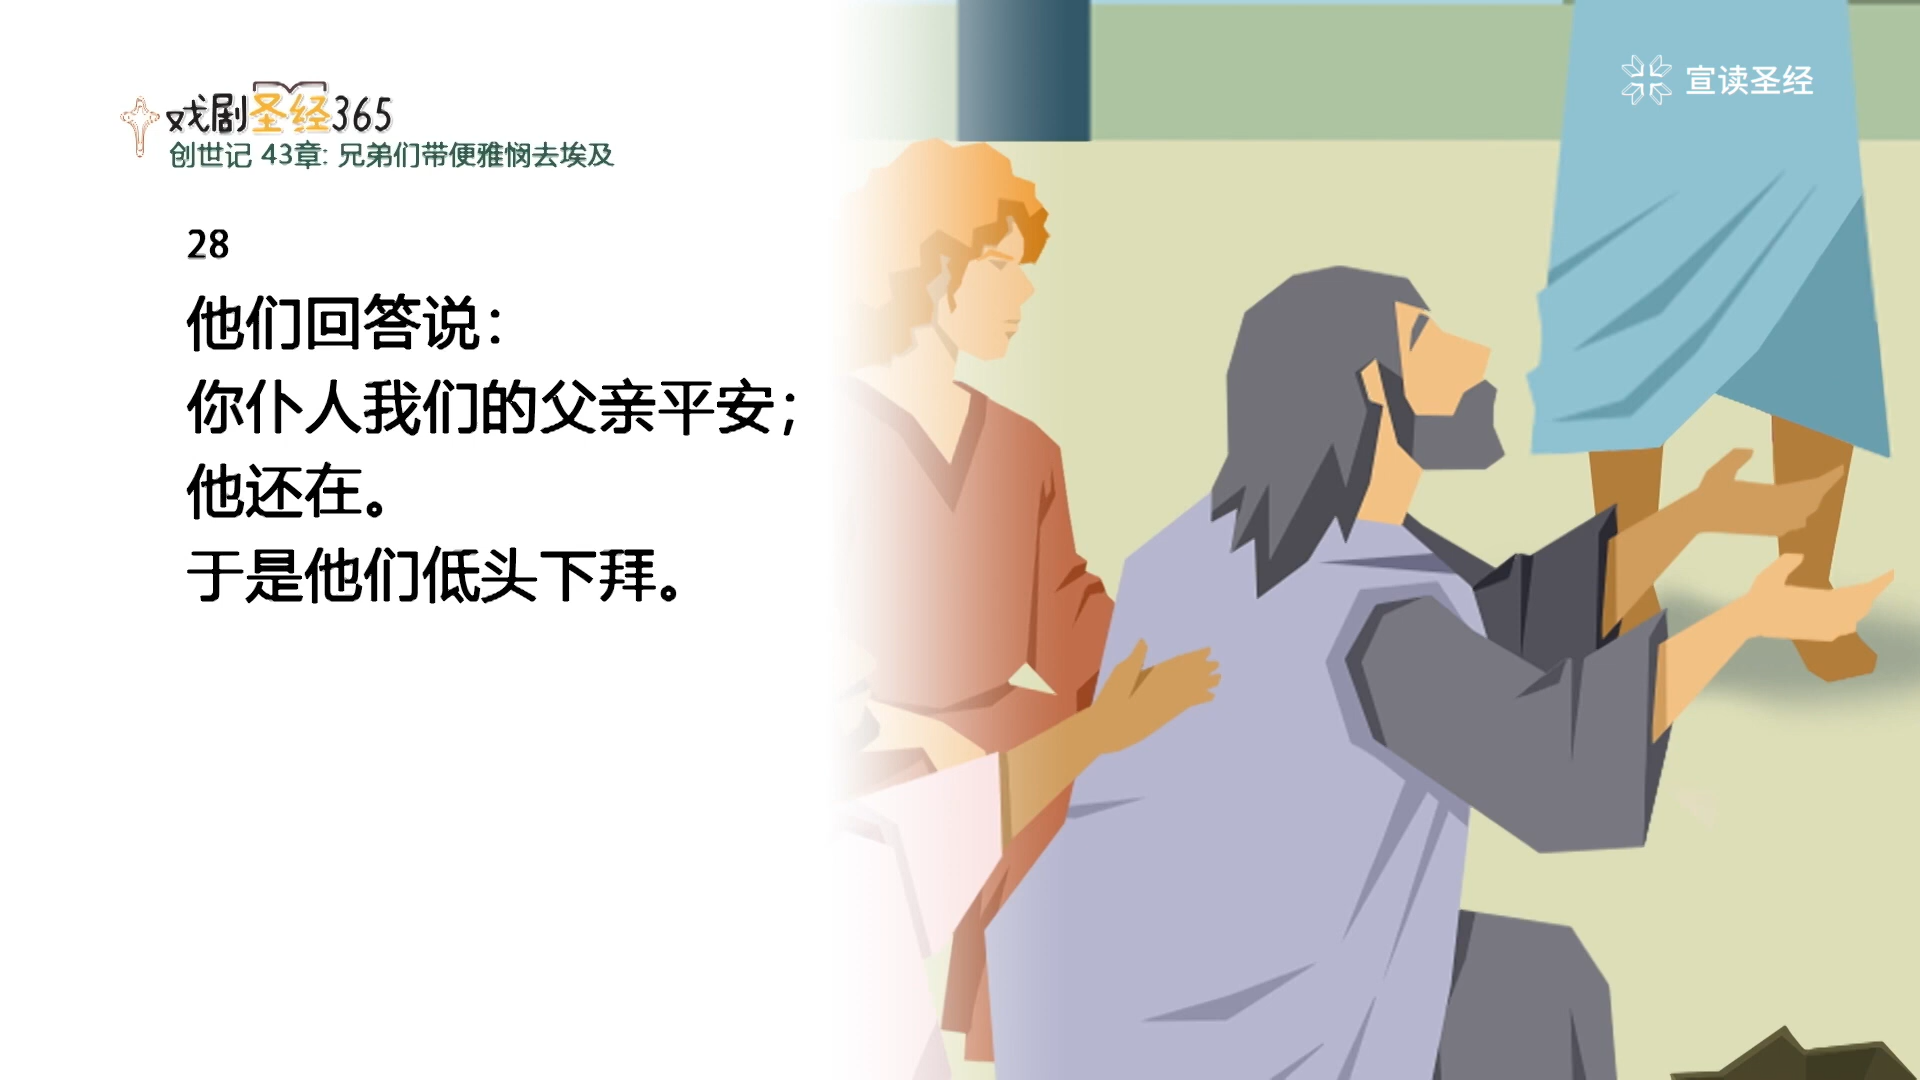 戏剧圣经365
宣读圣经
创世记 43章: 兄弟们带便雅悯去埃及
28
他们回答说：
你仆人我们的父亲平安；
他还在。
于是他们低头下拜。